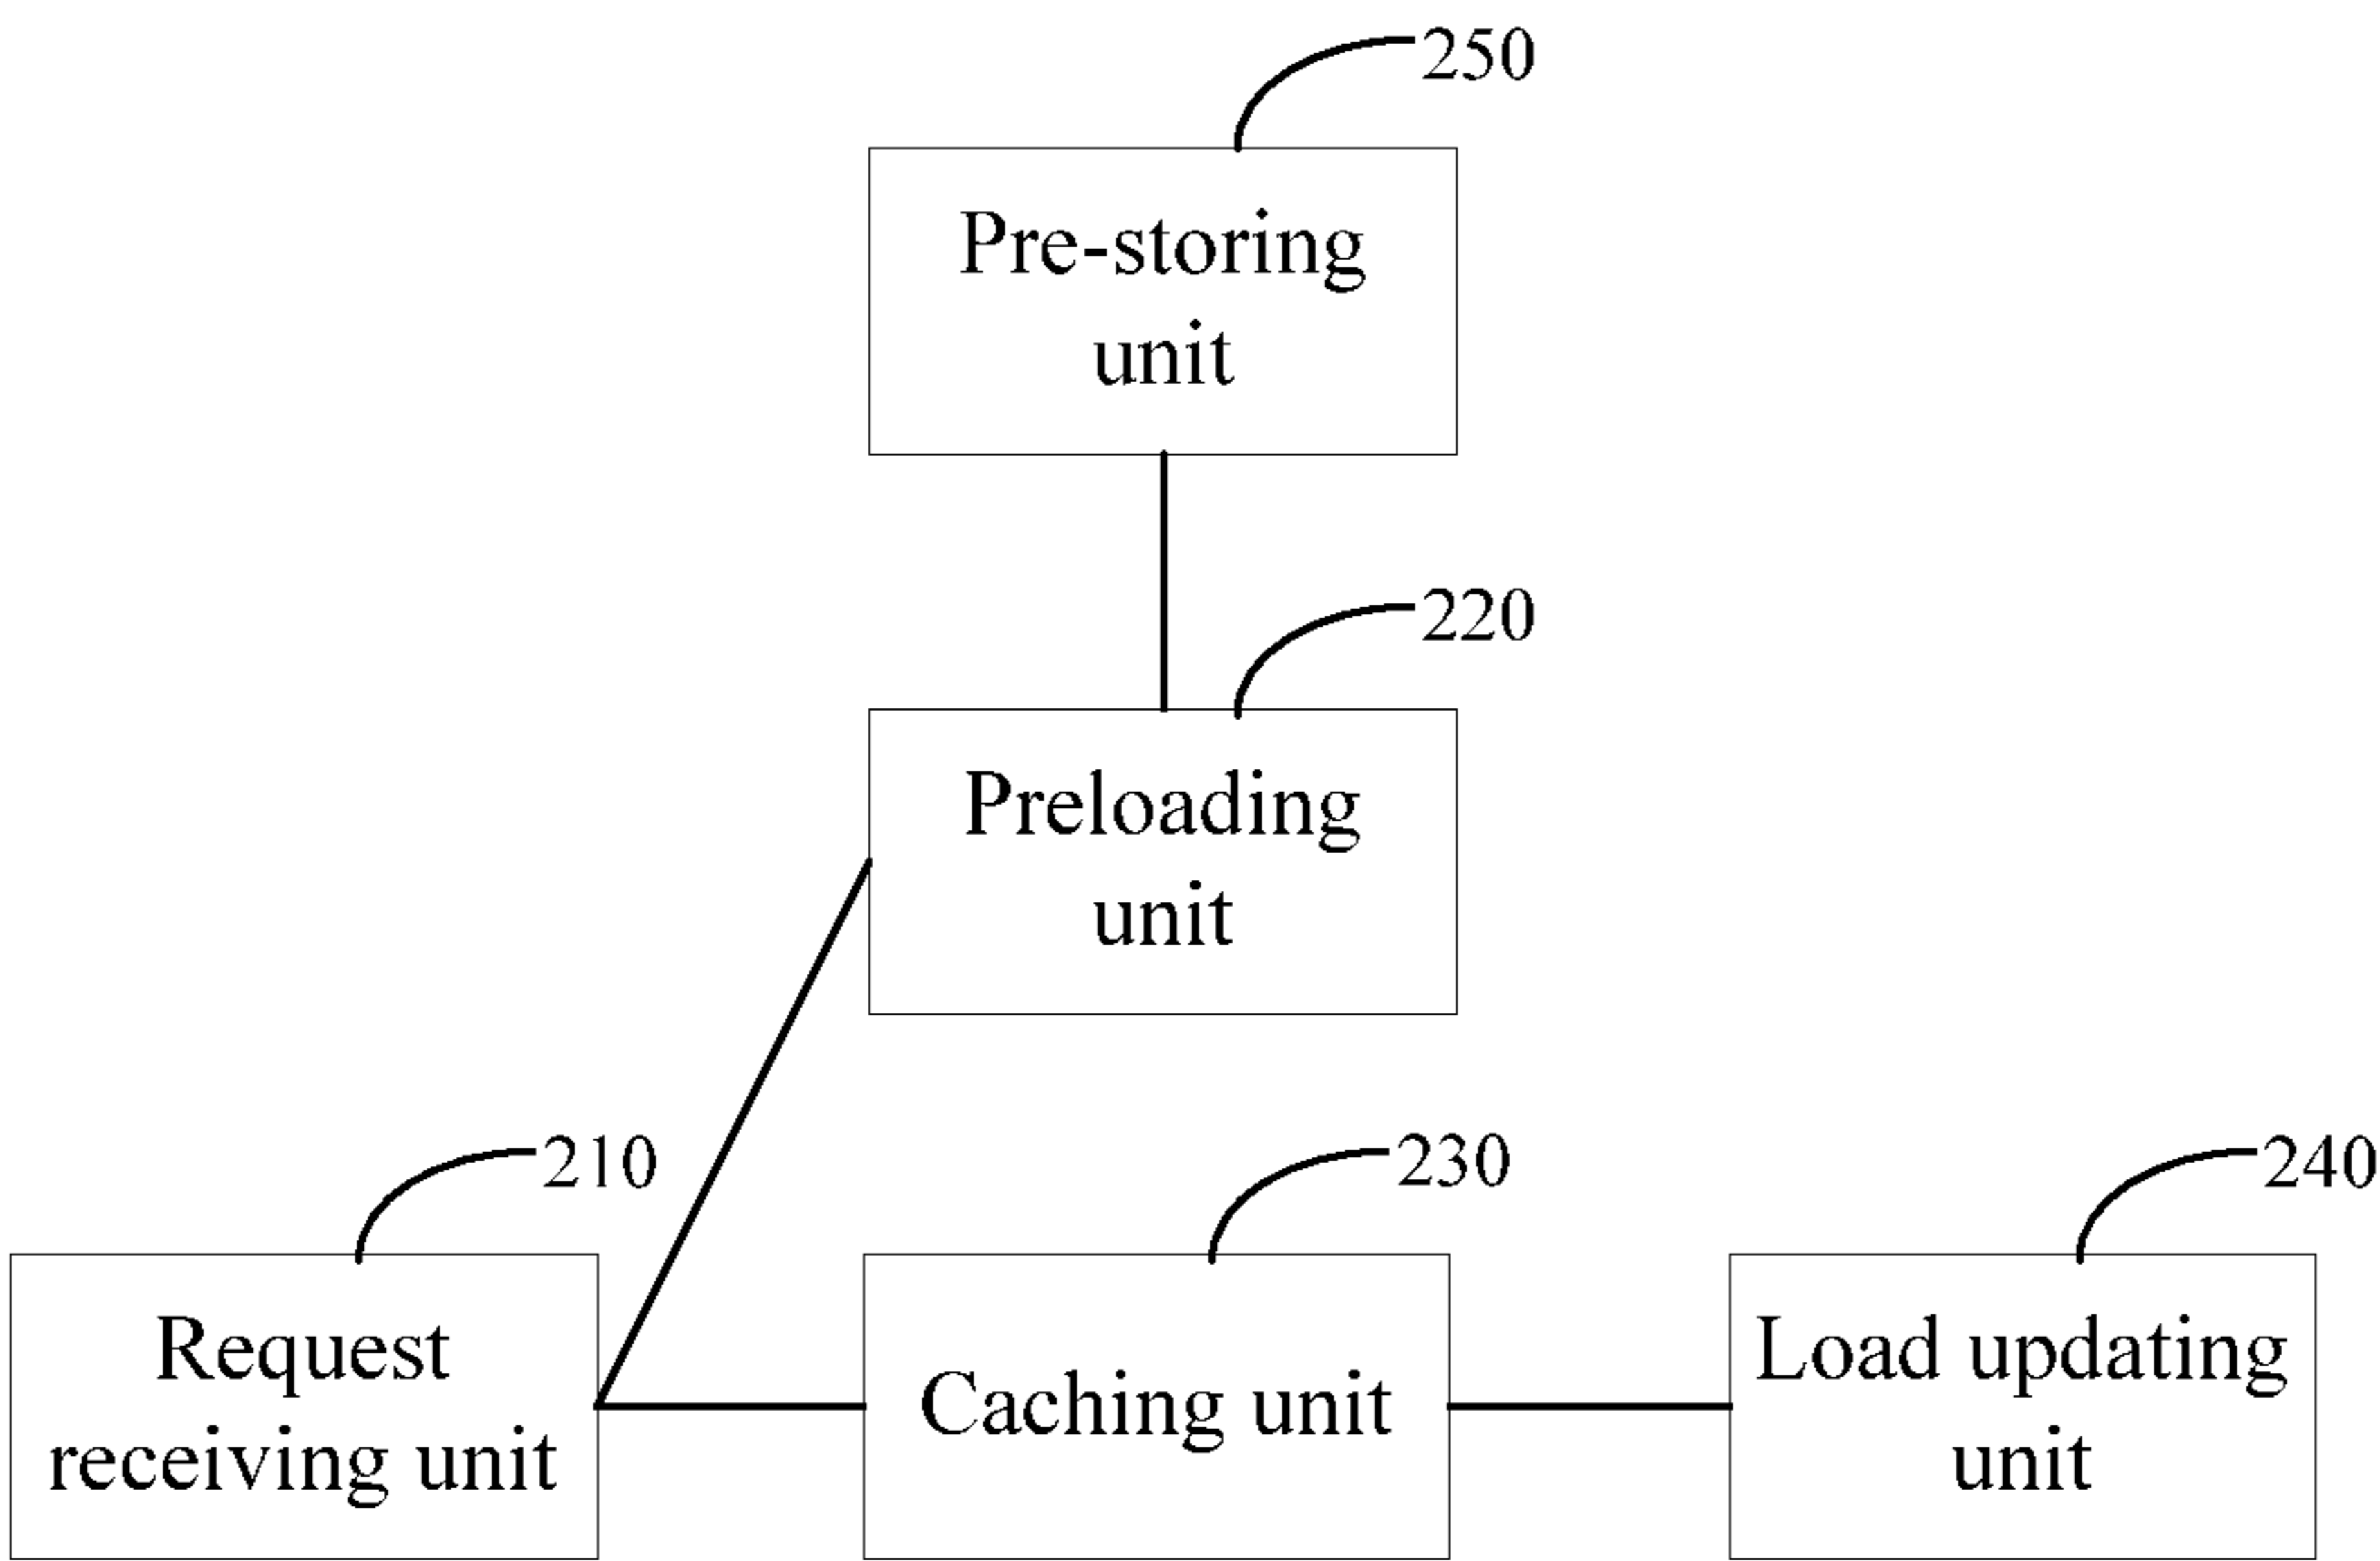 250
Pre-storing
unit
220
Preloading
unit
210
230
240
Request
receiving unit
Caching unit
Load updating
unit